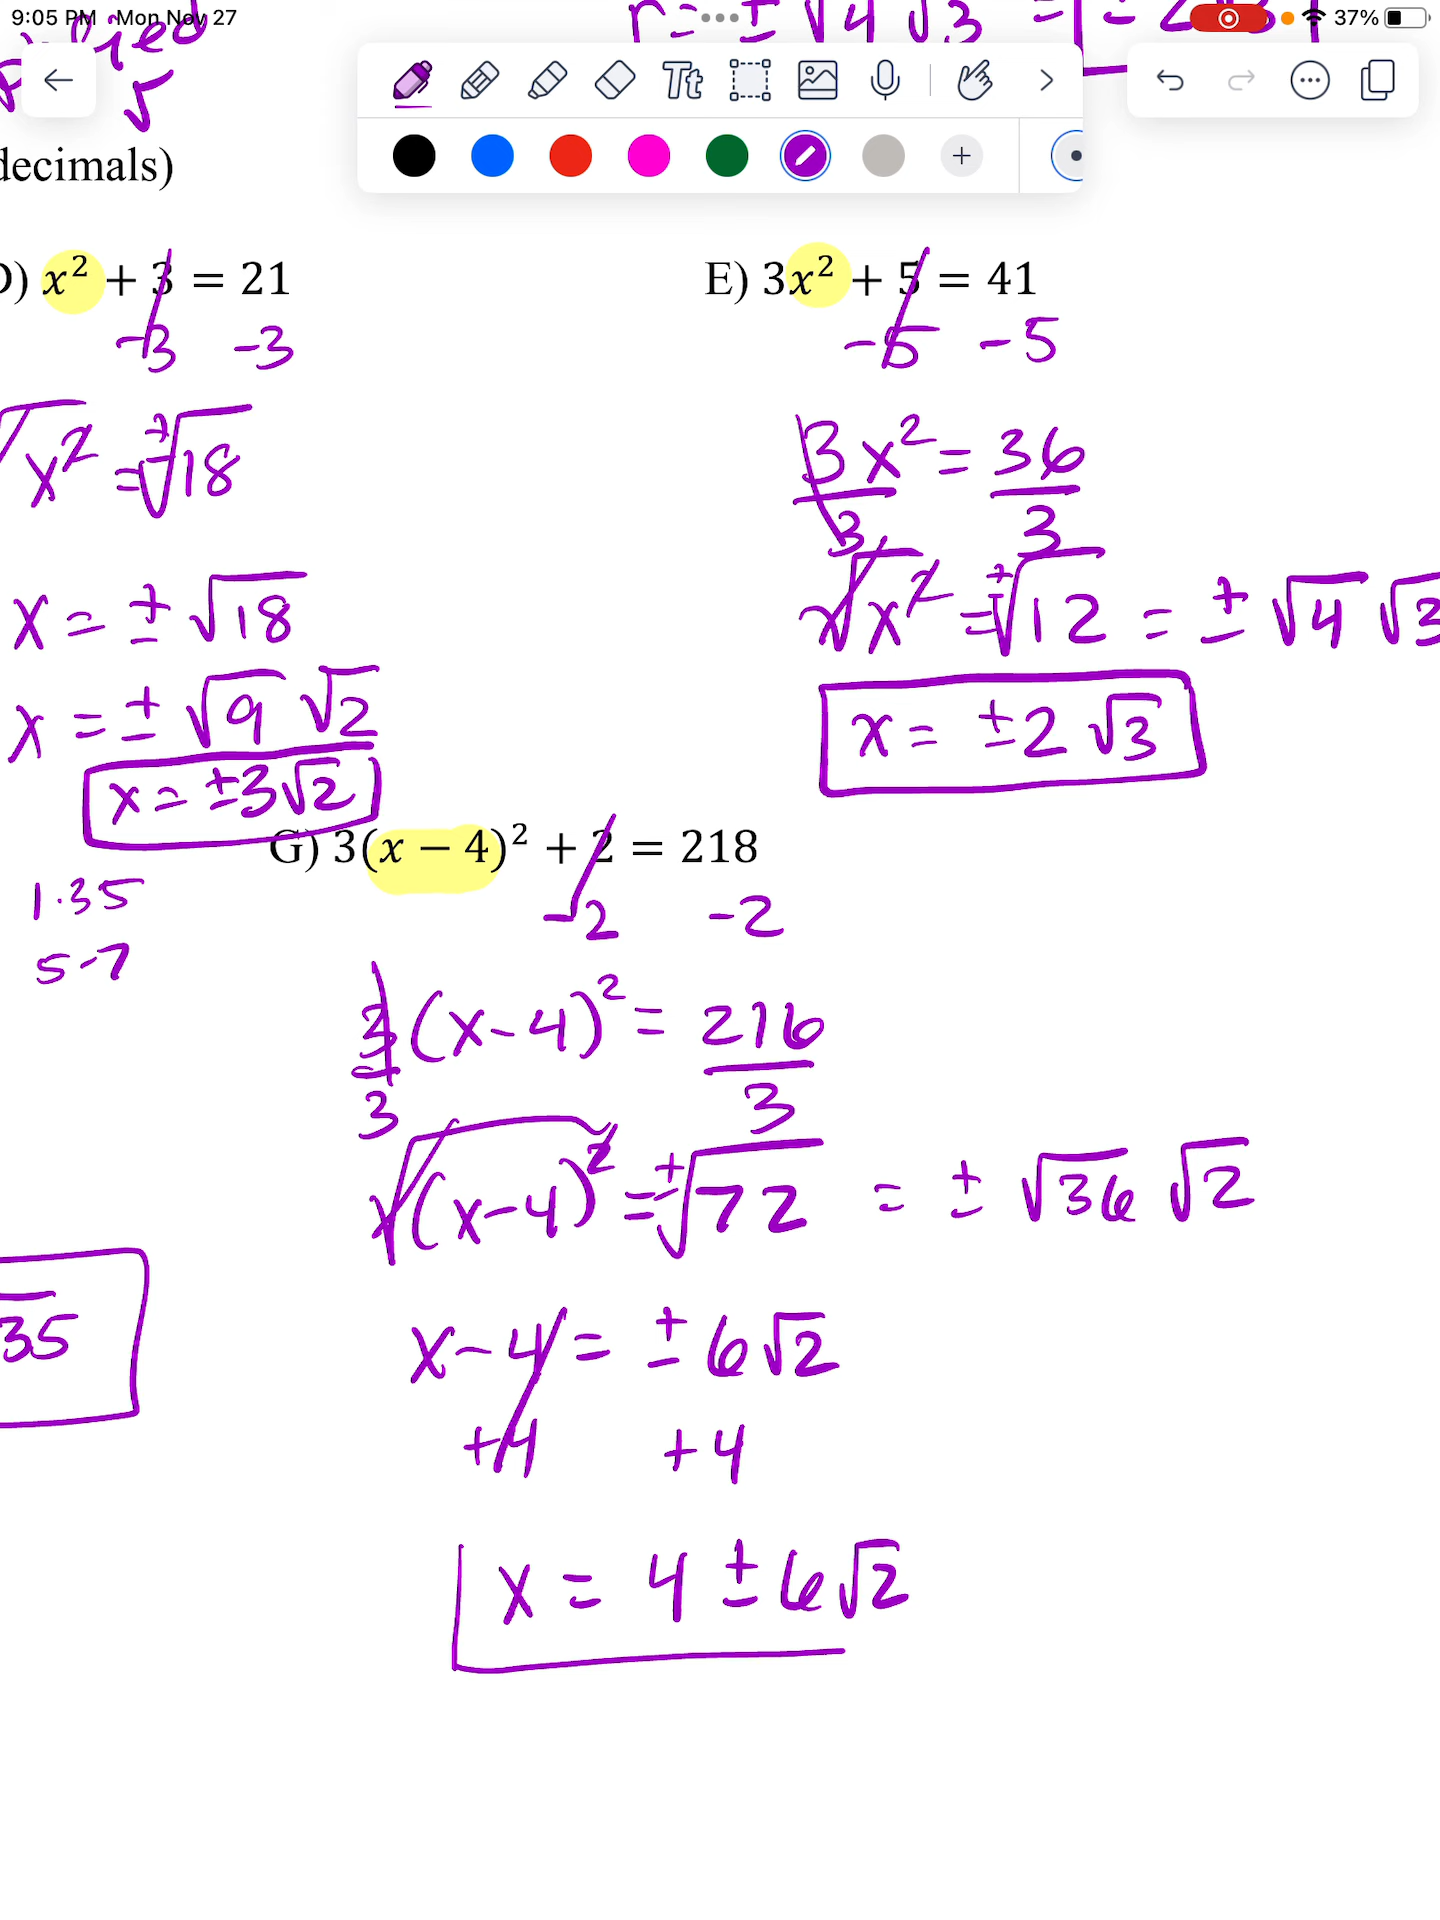 9:05 PM Mon Nov 27
37%
r = ± √4 √3 =
Tt
decimals)
D) x² + 3 = 21
-3 -3
√x² = ±√18
x = ± √18
x = ± √9 √2
x = ±3√2
E) 3x² + 5 = 41
-5 -5
3x² = 36
3 3
√x² = ±√12 = ± √4 √3
x = ±2 √3
G) 3(x − 4)² + 2 = 218
-2 -2
1·35
5-7
3(x-4)² = 216
3 3
√(x-4)² = ±√72 = ± √36 √2
√35
x-4 = ± 6√2
+4 +4
x = 4 ± 6√2